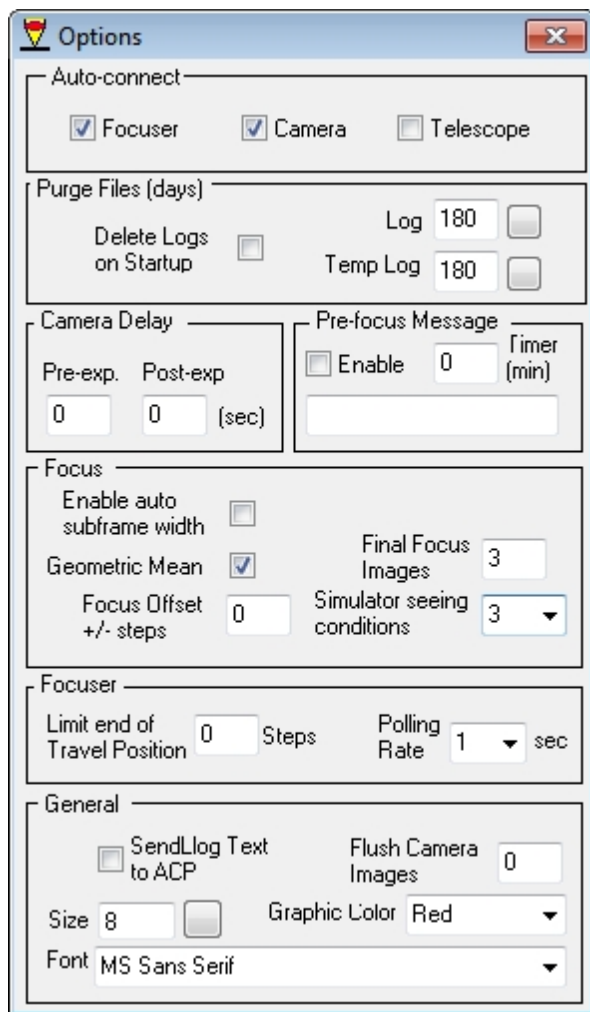 Options
Auto-connect
Focuser Camera Telescope
Purge Files (days)
Delete Logs
on Startup
Log 180
Temp Log 180
Camera Delay
Pre-exp. Post-exp
0 0 (sec)
Pre-focus Message
Enable 0 Timer
(min)
Focus
Enable auto
subframe width
Geometric Mean
Final Focus
Images 3
Focus Offset
+/- steps 0
Simulator seeing
conditions 3
Focuser
Limit end of
Travel Position 0 Steps
Polling
Rate 1 sec
General
SendLlog Text
to ACP
Flush Camera
Images 0
Size 8
Graphic Color Red
Font MS Sans Serif